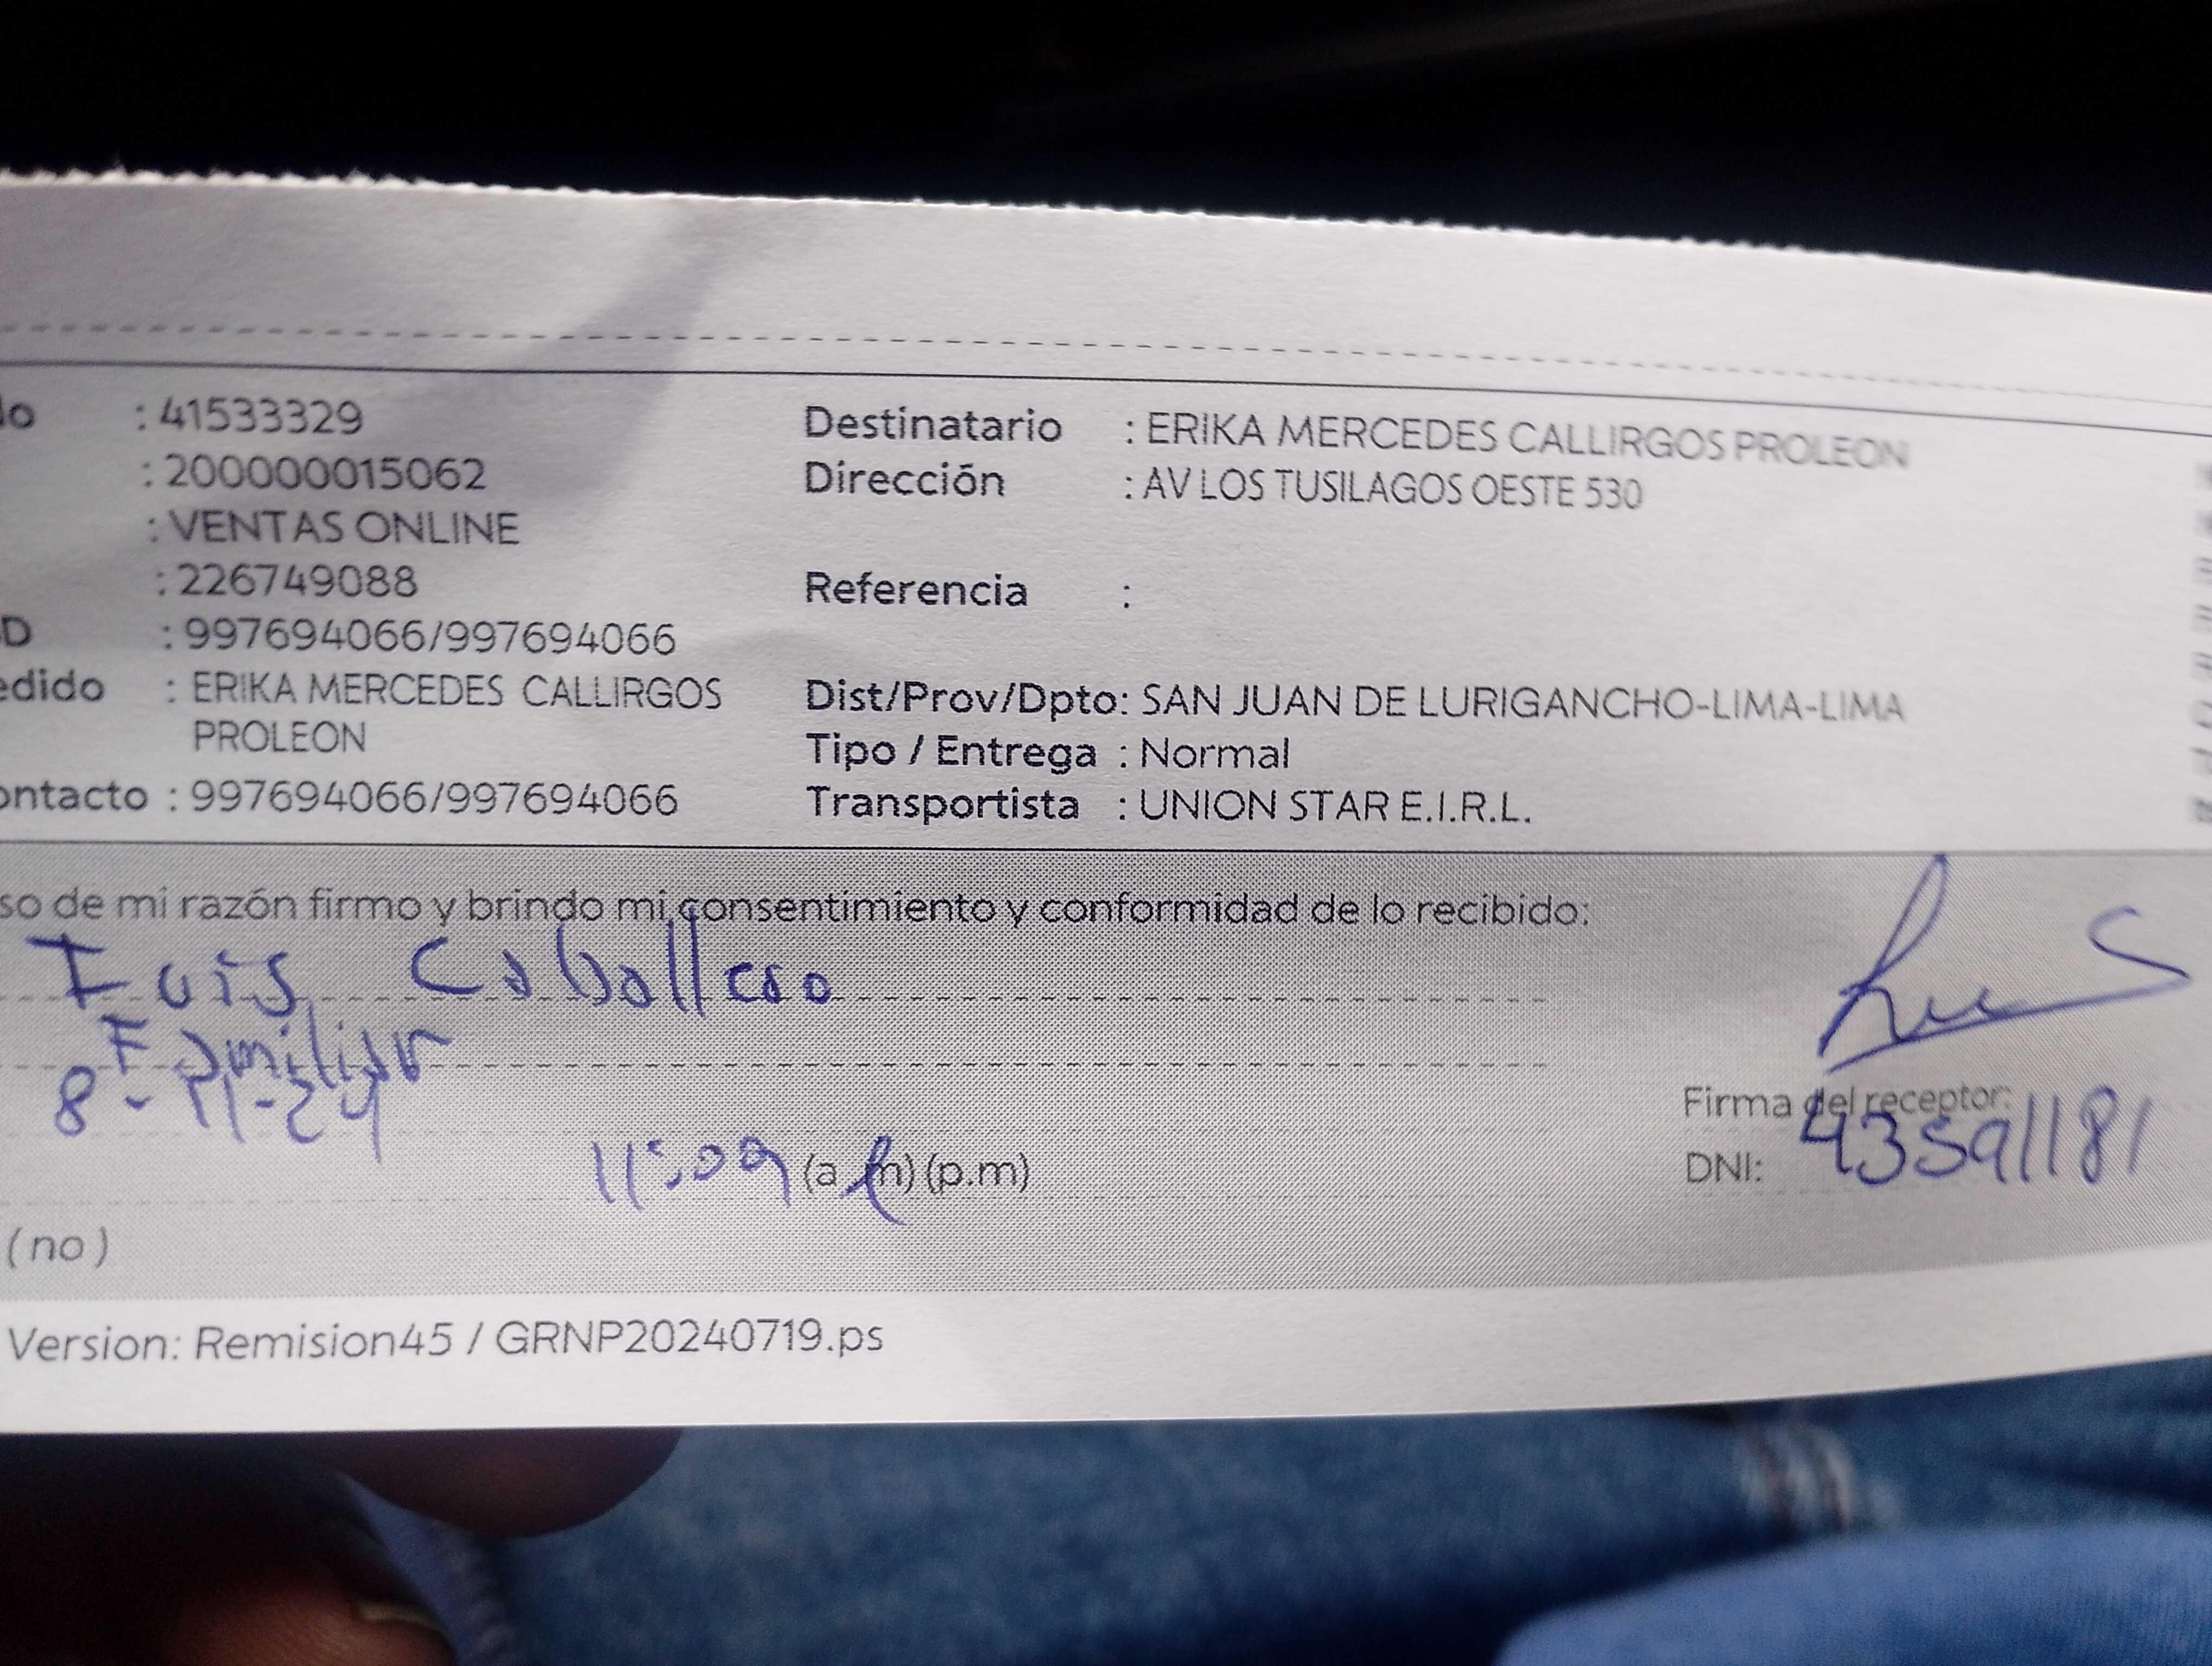 do : 41533329
: 200000015062
: VENTAS ONLINE
: 226749088
D : 997694066/997694066
edido : ERIKA MERCEDES CALLIRGOS
PROLEON
ontacto : 997694066/997694066
Destinatario : ERIKA MERCEDES CALLIRGOS PROLEON
Dirección : AV LOS TUSILAGOS OESTE 530
Referencia :
Dist/Prov/Dpto: SAN JUAN DE LURIGANCHO-LIMA-LIMA
Tipo / Entrega : Normal
Transportista : UNION STAR E.I.R.L.
so de mi razón firmo y brindo mi consentimiento y conformidad de lo recibido:
Luis Caballero
Familiar
8-11-24
11:09 (a.m) (p.m)
Firma del receptor:
DNI: 43591181
(no)
Version: Remision45 / GRNP20240719.ps